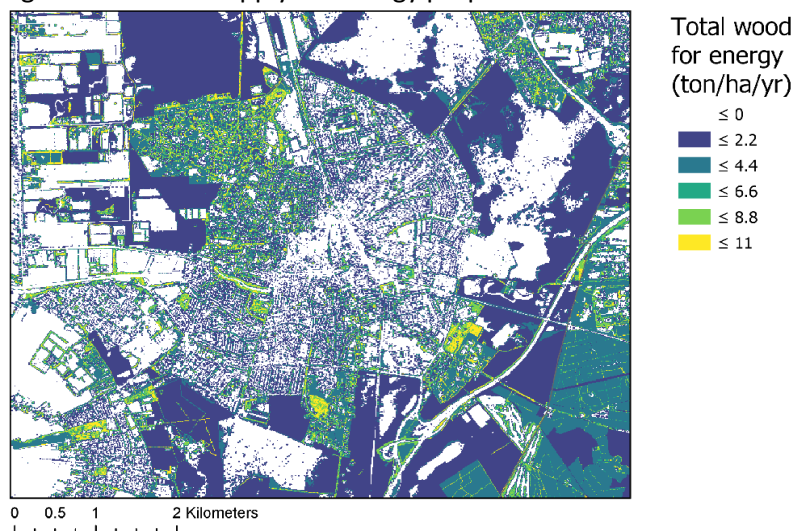 Total wood
for energy
(ton/ha/yr)
≤ 0
≤ 2.2
≤ 4.4
≤ 6.6
≤ 8.8
≤ 11
0 0.5 1 2 Kilometers